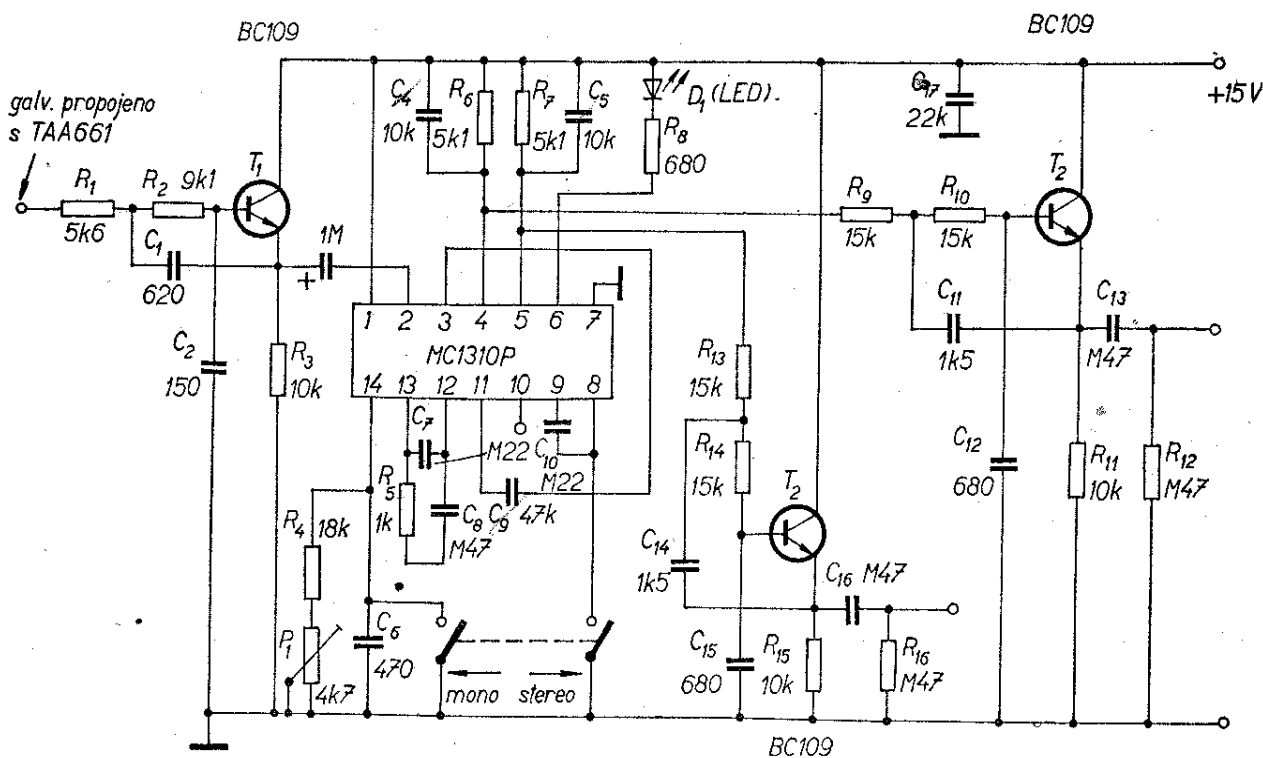 BC109
BC109
galv. propojeno
s TAA661
+15V
C4
10k
R6
5k1
R7
5k1
C5
10k
D1 (LED).
R8
680
C17
22k
T1
T2
R1
5k6
R2
9k1
C1
620
1M
+
R9
15k
R10
15k
C11
1k5
C13
M47
1 2 3 4 5 6 7
MC1310P
14 13 12 11 10 9 8
C2
150
R3
10k
R13
15k
C7
M22
C10
M22
R14
15k
C12
680
R11
10k
R12
M47
R5
1k
C8
M47
C9
47k
T2
R4
18k
C14
1k5
C16 M47
P1
4k7
C6
470
mono
stereo
C15
680
R15
10k
R16
M47
BC109